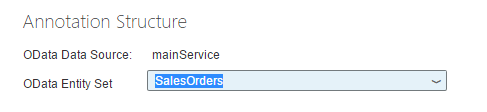 Annotation Structure
OData Data Source: mainService
OData Entity Set SalesOrders